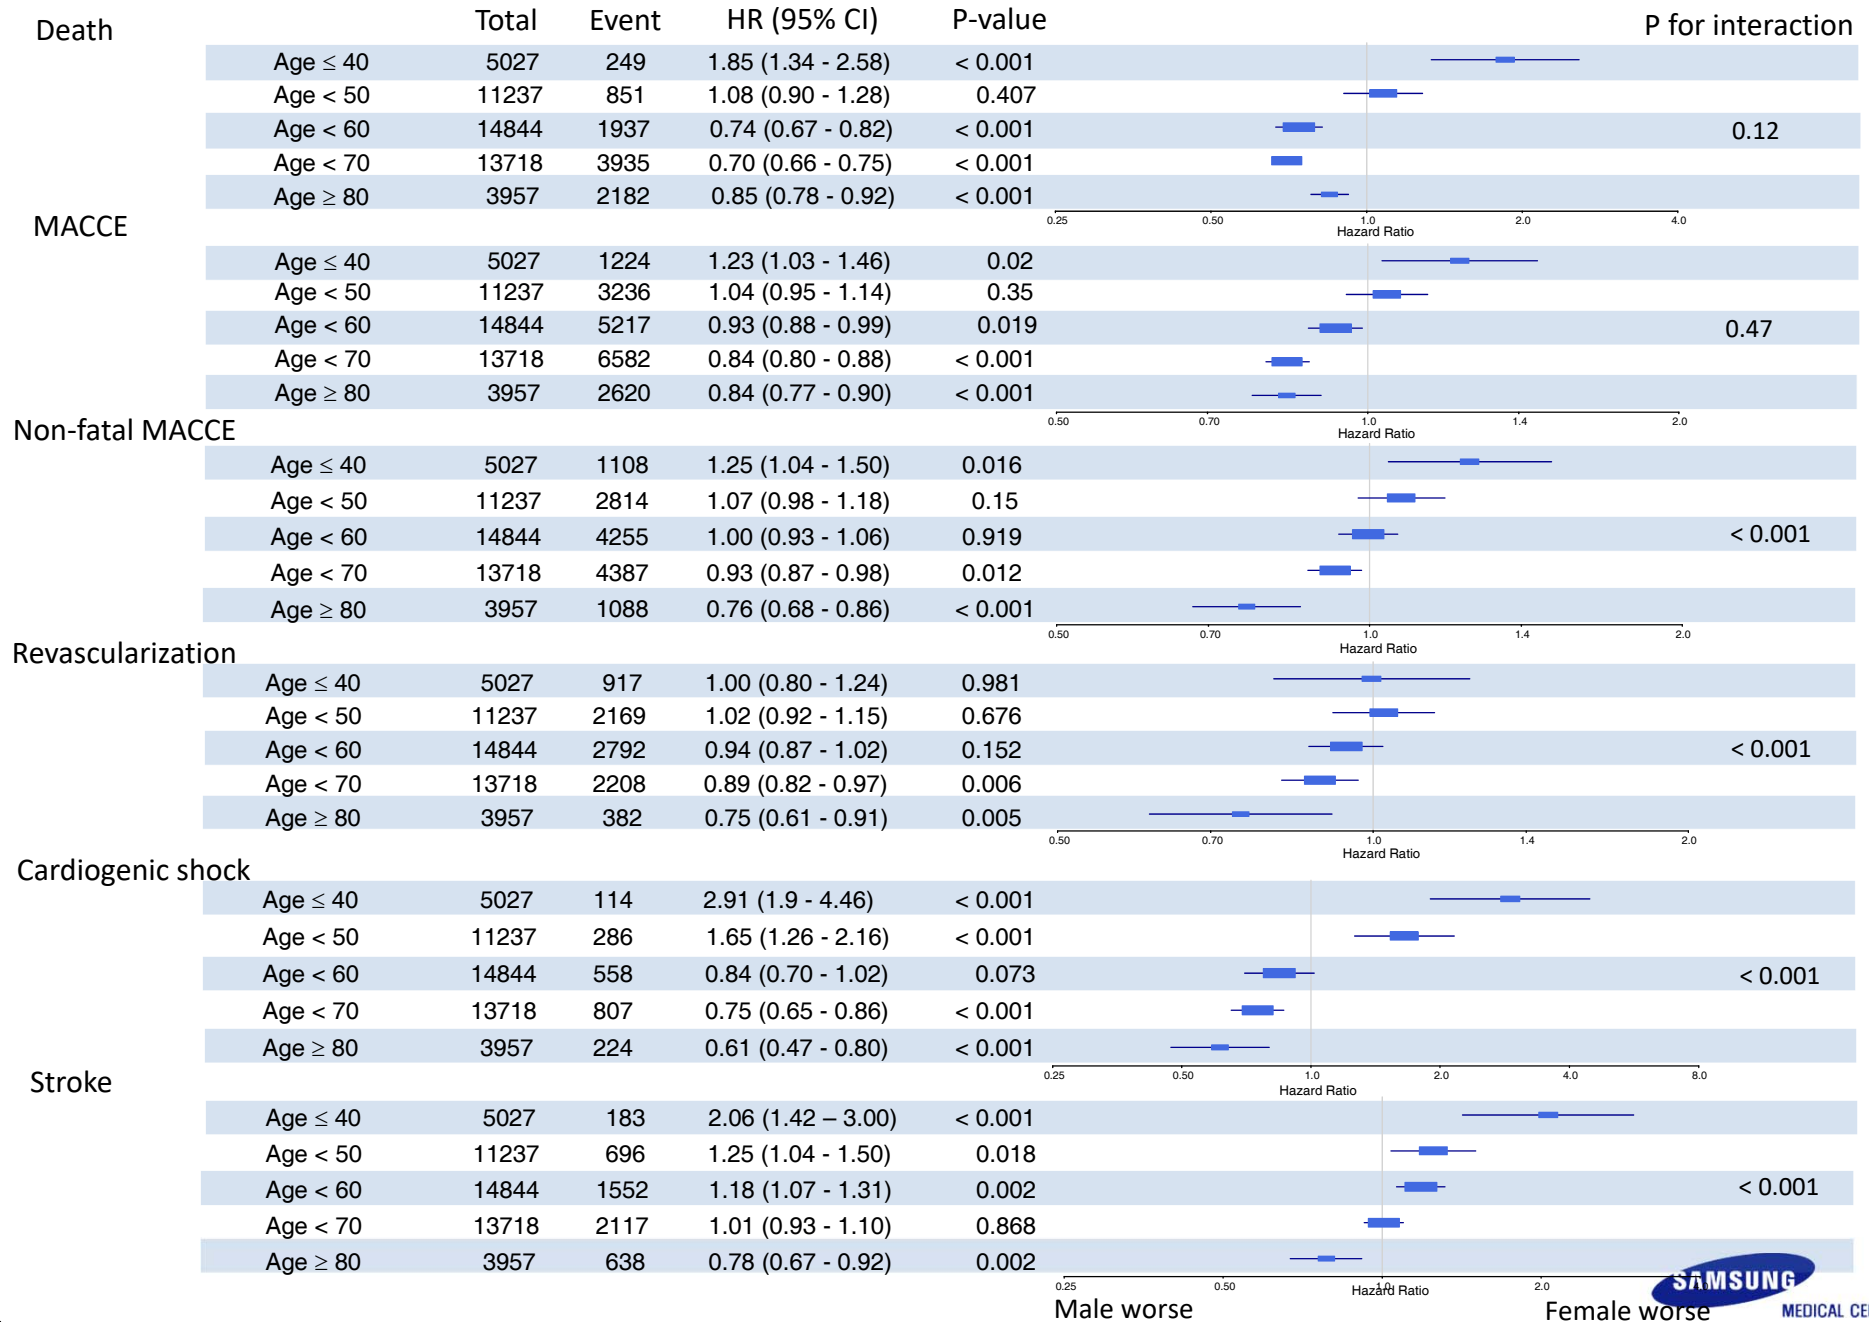 Death Total Event HR (95% CI) P-value P for interaction
Age ≤ 40 5027 249 1.85 (1.34 - 2.58) < 0.001
Age < 50 11237 851 1.08 (0.90 - 1.28) 0.407
Age < 60 14844 1937 0.74 (0.67 - 0.82) < 0.001 0.12
Age < 70 13718 3935 0.70 (0.66 - 0.75) < 0.001
Age ≥ 80 3957 2182 0.85 (0.78 - 0.92) < 0.001
0.25 0.50 1.0 2.0 4.0
Hazard Ratio
MACCE
Age ≤ 40 5027 1224 1.23 (1.03 - 1.46) 0.02
Age < 50 11237 3236 1.04 (0.95 - 1.14) 0.35
Age < 60 14844 5217 0.93 (0.88 - 0.99) 0.019 0.47
Age < 70 13718 6582 0.84 (0.80 - 0.88) < 0.001
Age ≥ 80 3957 2620 0.84 (0.77 - 0.90) < 0.001
0.50 0.70 1.0 1.4 2.0
Hazard Ratio
Non-fatal MACCE
Age ≤ 40 5027 1108 1.25 (1.04 - 1.50) 0.016
Age < 50 11237 2814 1.07 (0.98 - 1.18) 0.15
Age < 60 14844 4255 1.00 (0.93 - 1.06) 0.919 < 0.001
Age < 70 13718 4387 0.93 (0.87 - 0.98) 0.012
Age ≥ 80 3957 1088 0.76 (0.68 - 0.86) < 0.001
0.50 0.70 1.0 1.4 2.0
Hazard Ratio
Revascularization
Age ≤ 40 5027 917 1.00 (0.80 - 1.24) 0.981
Age < 50 11237 2169 1.02 (0.92 - 1.15) 0.676
Age < 60 14844 2792 0.94 (0.87 - 1.02) 0.152 < 0.001
Age < 70 13718 2208 0.89 (0.82 - 0.97) 0.006
Age ≥ 80 3957 382 0.75 (0.61 - 0.91) 0.005
0.50 0.70 1.0 1.4 2.0
Hazard Ratio
Cardiogenic shock
Age ≤ 40 5027 114 2.91 (1.9 - 4.46) < 0.001
Age < 50 11237 286 1.65 (1.26 - 2.16) < 0.001
Age < 60 14844 558 0.84 (0.70 - 1.02) 0.073 < 0.001
Age < 70 13718 807 0.75 (0.65 - 0.86) < 0.001
Age ≥ 80 3957 224 0.61 (0.47 - 0.80) < 0.001
0.25 0.50 1.0 2.0 4.0 8.0
Hazard Ratio
Stroke
Age ≤ 40 5027 183 2.06 (1.42 – 3.00) < 0.001
Age < 50 11237 696 1.25 (1.04 - 1.50) 0.018
Age < 60 14844 1552 1.18 (1.07 - 1.31) 0.002 < 0.001
Age < 70 13718 2117 1.01 (0.93 - 1.10) 0.868
Age ≥ 80 3957 638 0.78 (0.67 - 0.92) 0.002
0.25 0.50 1.0 2.0
Hazard Ratio
Male worse Female worse
SAMSUNG
MEDICAL